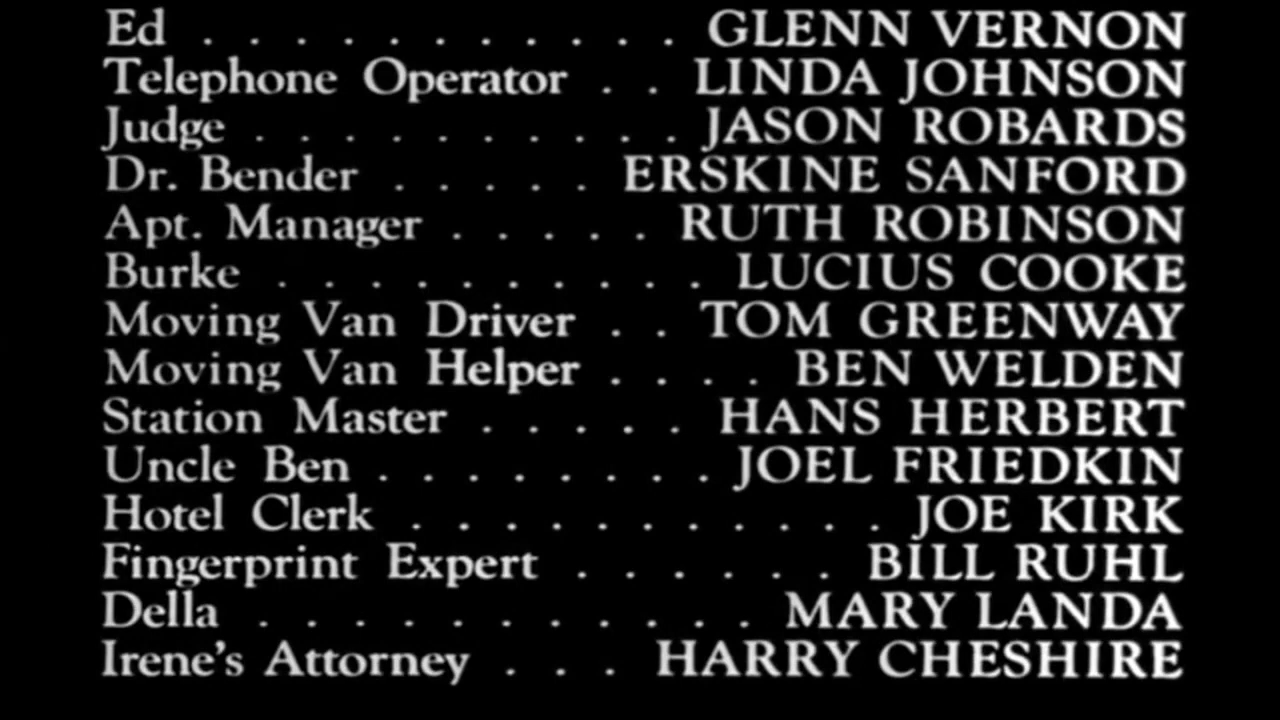 Ed . . . . . . . . . . . GLENN VERNON
Telephone Operator . . LINDA JOHNSON
Judge . . . . . . . . . . JASON ROBARDS
Dr. Bender . . . . . ERSKINE SANFORD
Apt. Manager . . . . . RUTH ROBINSON
Burke . . . . . . . . . . LUCIUS COOKE
Moving Van Driver . . TOM GREENWAY
Moving Van Helper . . . . BEN WELDEN
Station Master . . . . . HANS HERBERT
Uncle Ben . . . . . . . . JOEL FRIEDKIN
Hotel Clerk . . . . . . . . . . . JOE KIRK
Fingerprint Expert . . . . . . BILL RUHL
Della . . . . . . . . . . . MARY LANDA
Irene's Attorney . . . HARRY CHESHIRE